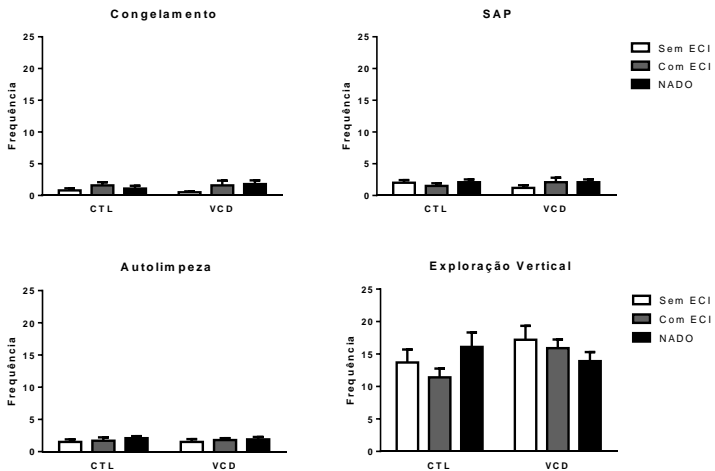 Congelamento
25
20
15
10
5
0
Frequência
CTL VCD
SAP
25
20
15
10
5
0
Frequência
CTL VCD
Sem ECI
Com ECI
NADO
Autolimpeza
25
20
15
10
5
0
Frequência
CTL VCD
Exploração Vertical
25
20
15
10
5
0
Frequência
CTL VCD
Sem ECI
Com ECI
NADO